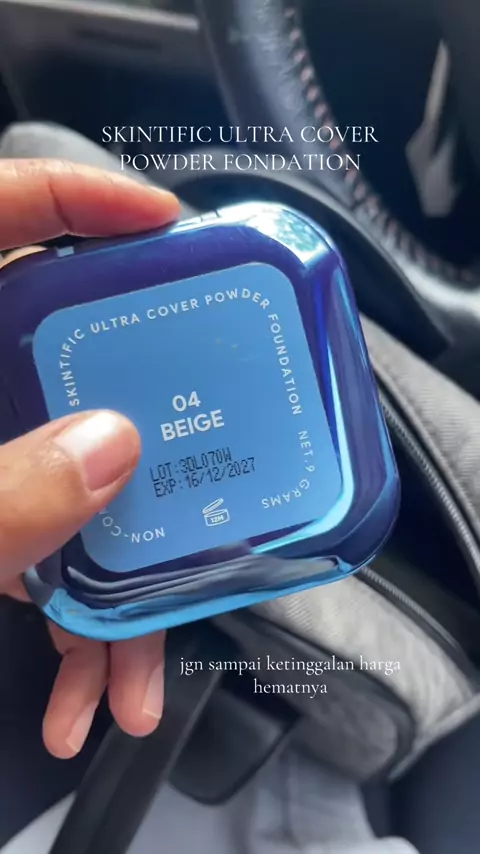 SKINTIFIC ULTRA COVER
POWDER FONDATION
SKINTIFIC ULTRA COVER POWDER FOUNDATION NET. 9 GRAMS
04
BEIGE
LOT:3DL070W
EXP:16/12/2027
12M
jgn sampai ketinggalan harga
hematnya